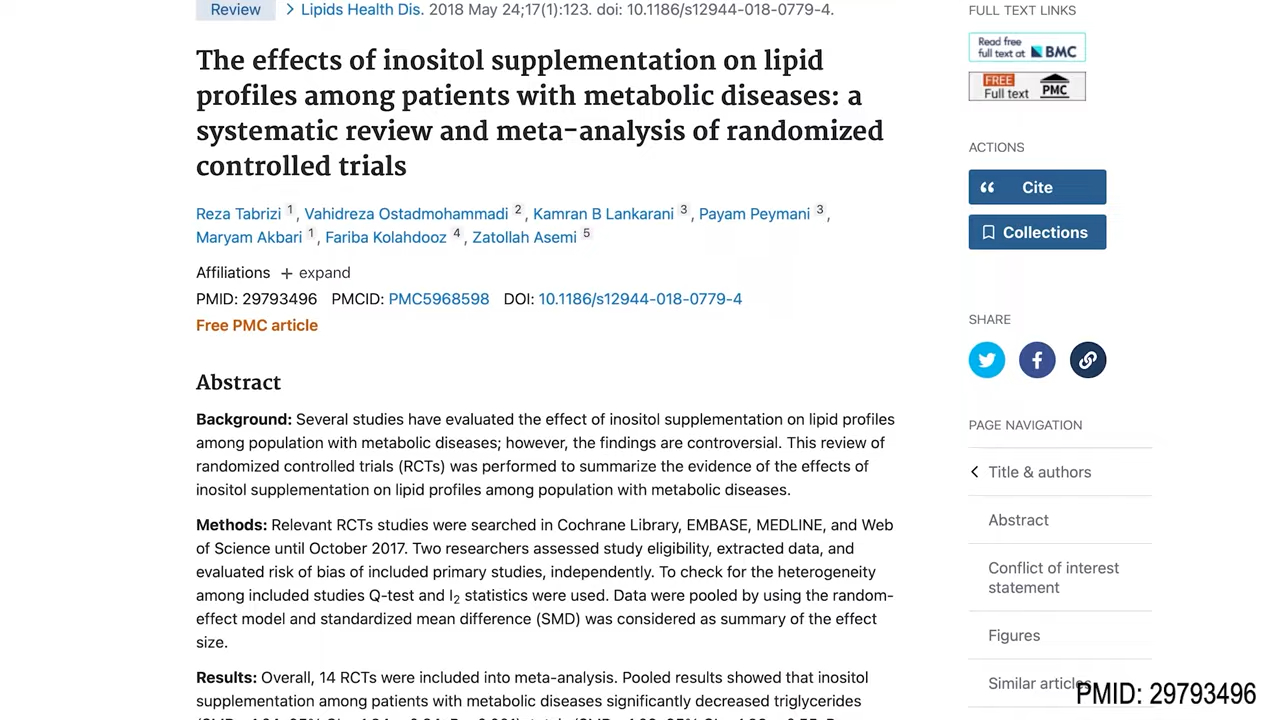 Review
Lipids Health Dis. 2018 May 24;17(1):123. doi: 10.1186/s12944-018-0779-4.
The effects of inositol supplementation on lipid
profiles among patients with metabolic diseases: a
systematic review and meta-analysis of randomized
controlled trials
Reza Tabrizi 1, Vahidreza Ostadmohammadi 2, Kamran B Lankarani 3, Payam Peymani 3,
Maryam Akbari 1, Fariba Kolahdooz 4, Zatollah Asemi 5
Affiliations + expand
PMID: 29793496 PMCID: PMC5968598 DOI: 10.1186/s12944-018-0779-4
Free PMC article
Abstract
Background: Several studies have evaluated the effect of inositol supplementation on lipid profiles
among population with metabolic diseases; however, the findings are controversial. This review of
randomized controlled trials (RCTs) was performed to summarize the evidence of the effects of
inositol supplementation on lipid profiles among population with metabolic diseases.
Methods: Relevant RCTs studies were searched in Cochrane Library, EMBASE, MEDLINE, and Web
of Science until October 2017. Two researchers assessed study eligibility, extracted data, and
evaluated risk of bias of included primary studies, independently. To check for the heterogeneity
among included studies Q-test and I2 statistics were used. Data were pooled by using the random-
effect model and standardized mean difference (SMD) was considered as summary of the effect
size.
Results: Overall, 14 RCTs were included into meta-analysis. Pooled results showed that inositol
supplementation among patients with metabolic diseases significantly decreased triglycerides
FULL TEXT LINKS
Read free
full text at BMC
FREE
Full text PMC
ACTIONS
Cite
Collections
SHARE
PAGE NAVIGATION
Title & authors
Abstract
Conflict of interest
statement
Figures
Similar articles
PMID: 29793496